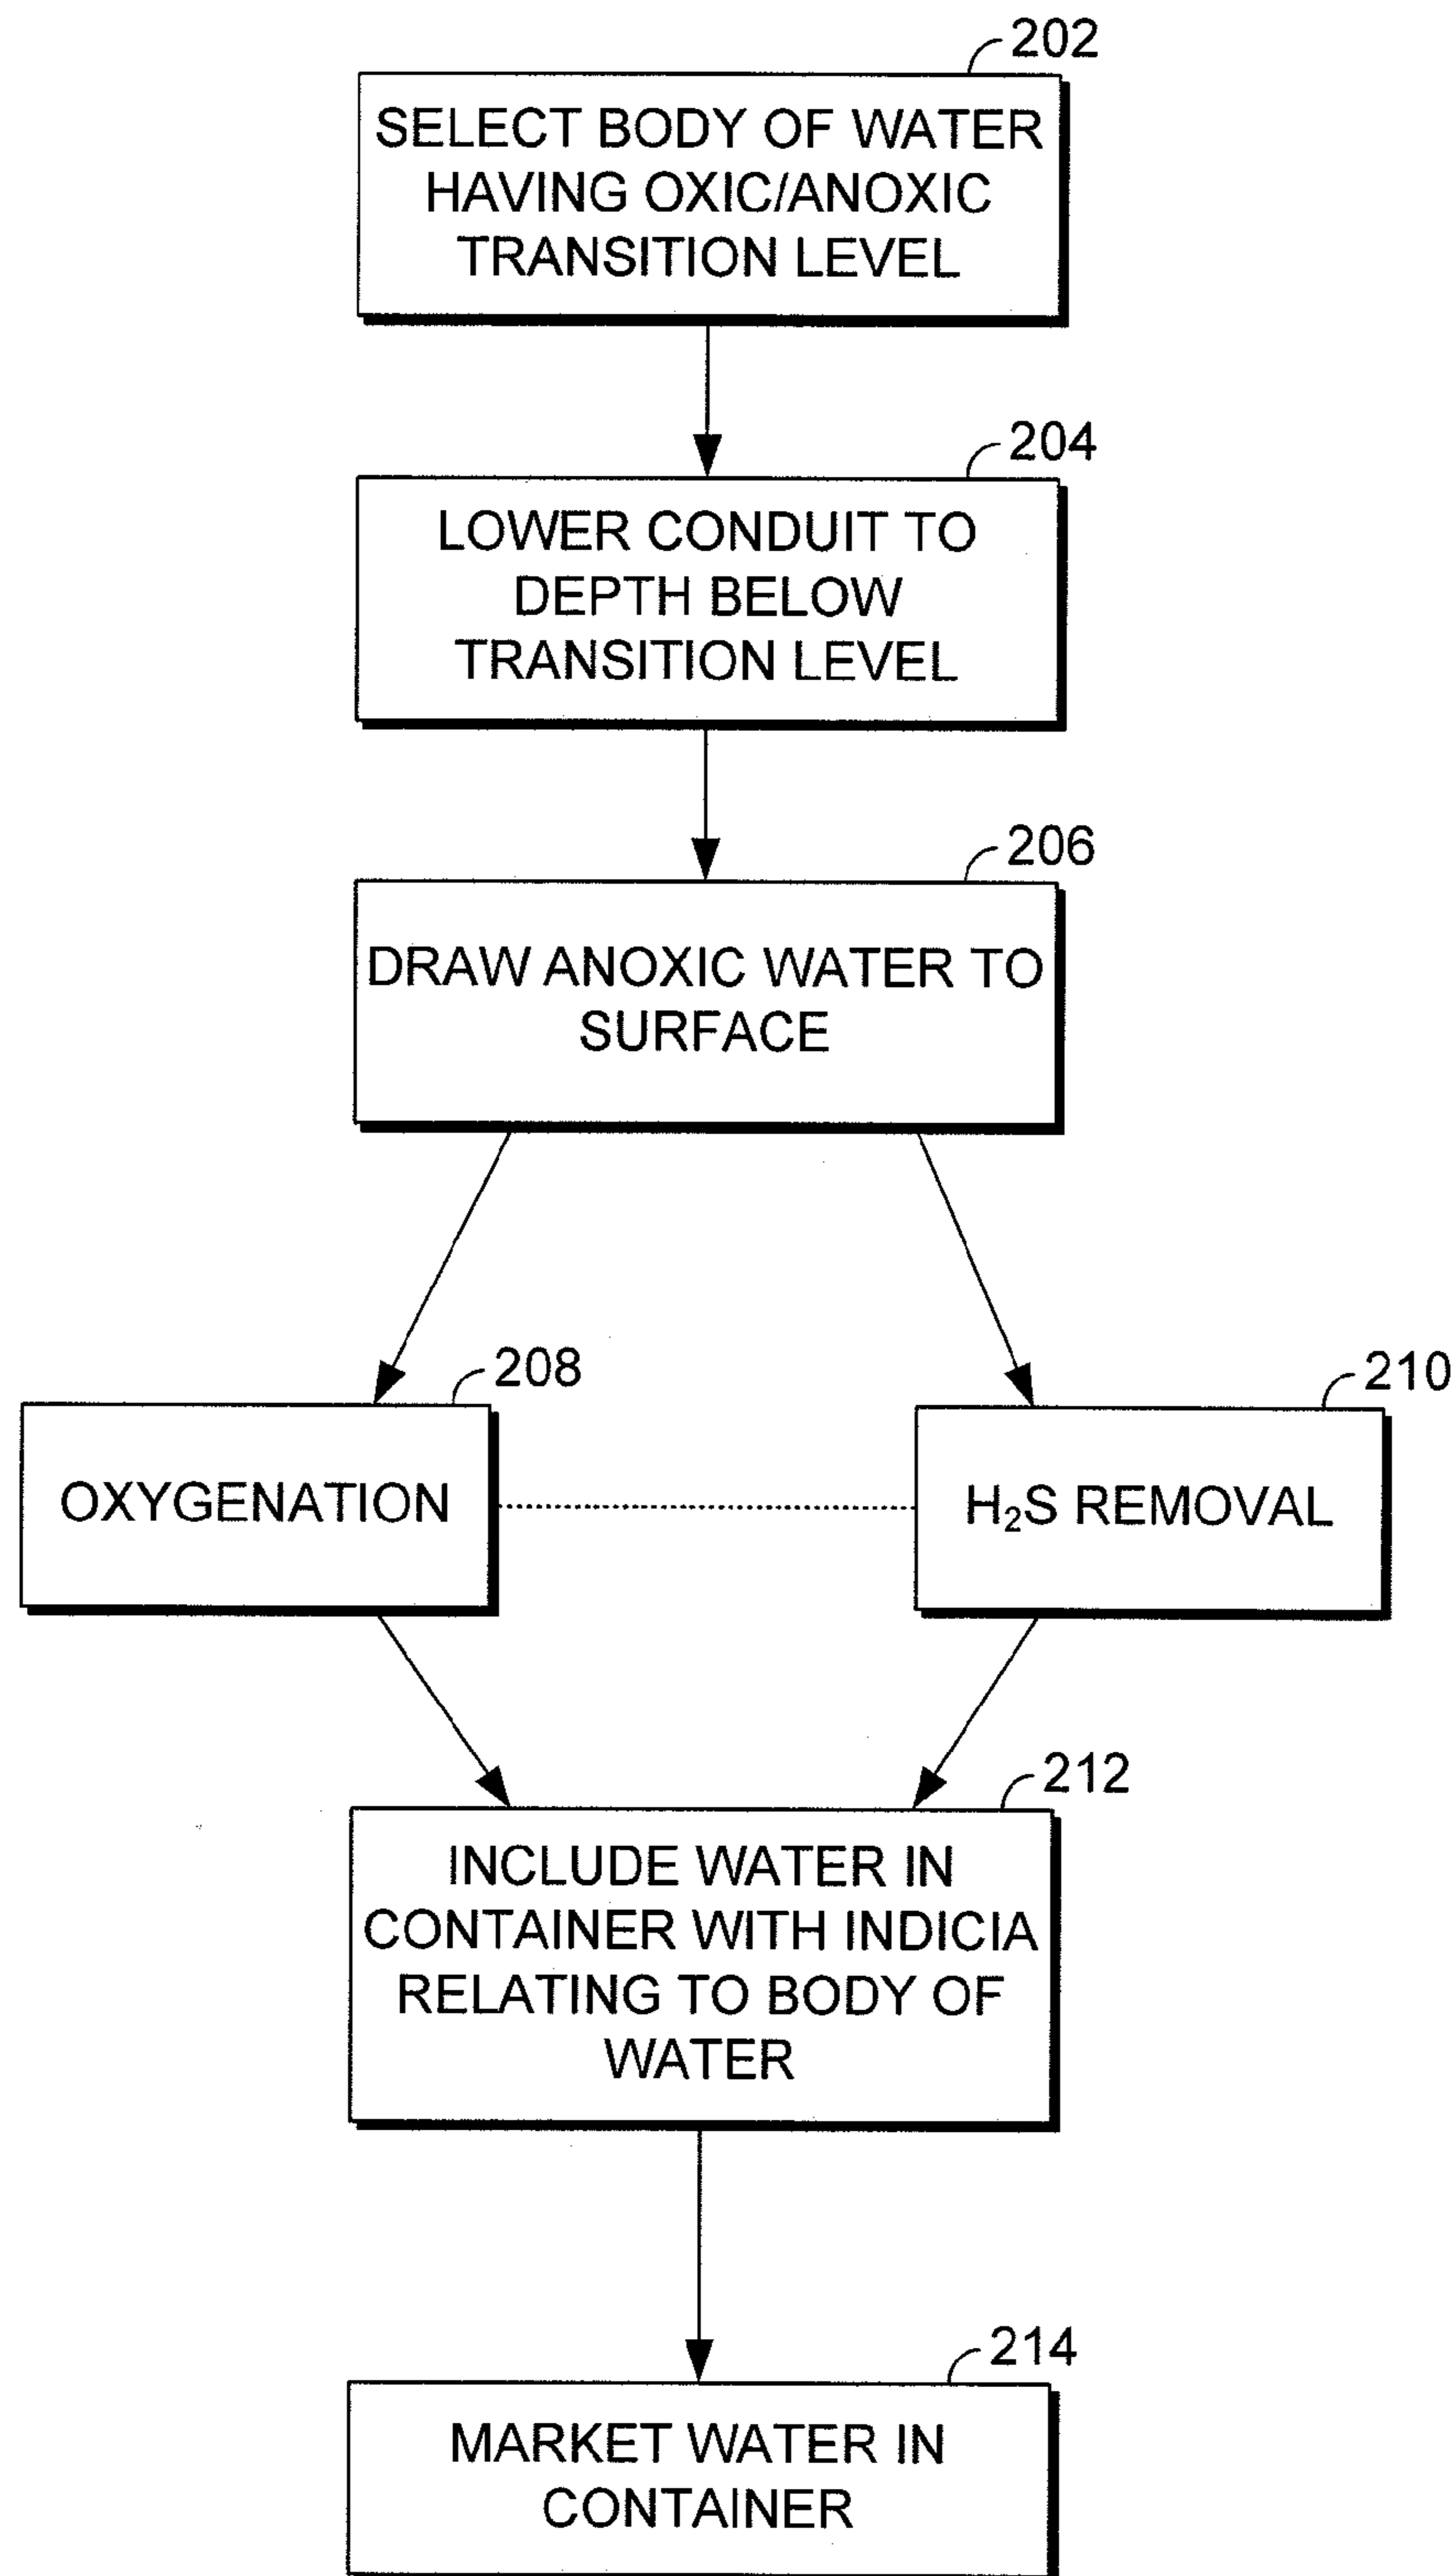 202
SELECT BODY OF WATER
HAVING OXIC/ANOXIC
TRANSITION LEVEL
204
LOWER CONDUIT TO
DEPTH BELOW
TRANSITION LEVEL
206
DRAW ANOXIC WATER TO
SURFACE
208
OXYGENATION
210
H₂S REMOVAL
212
INCLUDE WATER IN
CONTAINER WITH INDICIA
RELATING TO BODY OF
WATER
214
MARKET WATER IN
CONTAINER